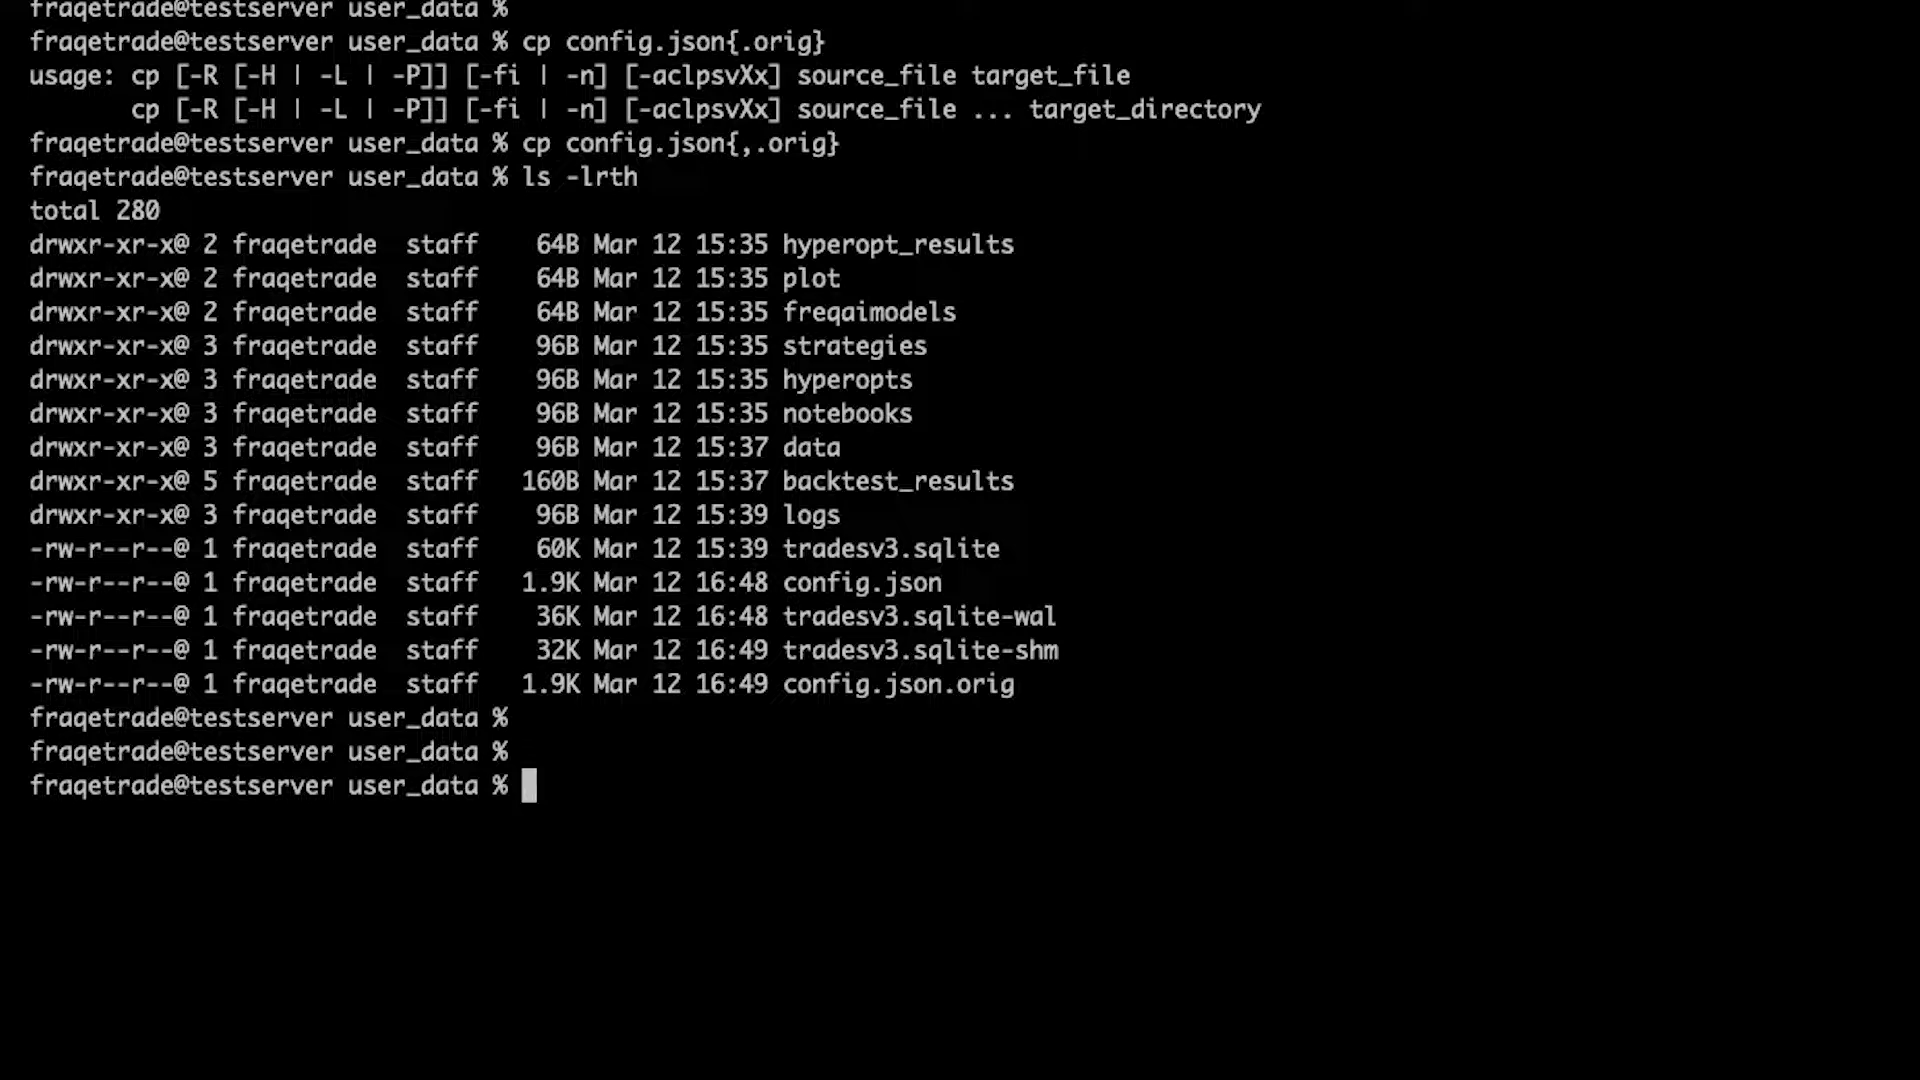 fraqetrade@testserver user_data %
fraqetrade@testserver user_data % cp config.json{.orig}
usage: cp [-R [-H | -L | -P]] [-fi | -n] [-aclpsvXx] source_file target_file
       cp [-R [-H | -L | -P]] [-fi | -n] [-aclpsvXx] source_file ... target_directory
fraqetrade@testserver user_data % cp config.json{,.orig}
fraqetrade@testserver user_data % ls -lrth
total 280
drwxr-xr-x@ 2 fraqetrade  staff    64B Mar 12 15:35 hyperopt_results
drwxr-xr-x@ 2 fraqetrade  staff    64B Mar 12 15:35 plot
drwxr-xr-x@ 2 fraqetrade  staff    64B Mar 12 15:35 freqaimodels
drwxr-xr-x@ 3 fraqetrade  staff    96B Mar 12 15:35 strategies
drwxr-xr-x@ 3 fraqetrade  staff    96B Mar 12 15:35 hyperopts
drwxr-xr-x@ 3 fraqetrade  staff    96B Mar 12 15:35 notebooks
drwxr-xr-x@ 3 fraqetrade  staff    96B Mar 12 15:37 data
drwxr-xr-x@ 5 fraqetrade  staff   160B Mar 12 15:37 backtest_results
drwxr-xr-x@ 3 fraqetrade  staff    96B Mar 12 15:39 logs
-rw-r--r--@ 1 fraqetrade  staff    60K Mar 12 15:39 tradesv3.sqlite
-rw-r--r--@ 1 fraqetrade  staff   1.9K Mar 12 16:48 config.json
-rw-r--r--@ 1 fraqetrade  staff    36K Mar 12 16:48 tradesv3.sqlite-wal
-rw-r--r--@ 1 fraqetrade  staff    32K Mar 12 16:49 tradesv3.sqlite-shm
-rw-r--r--@ 1 fraqetrade  staff   1.9K Mar 12 16:49 config.json.orig
fraqetrade@testserver user_data %
fraqetrade@testserver user_data %
fraqetrade@testserver user_data %